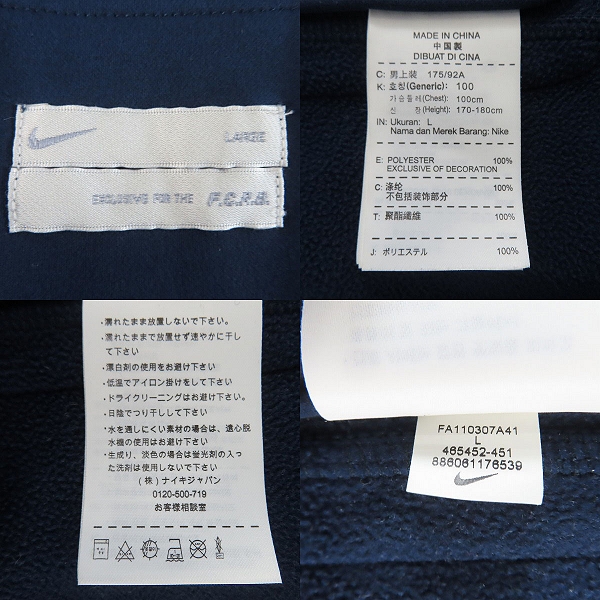 LARGE
EXCLUSIVE FOR THE F.C.R.B.
MADE IN CHINA
中国製
DIBUAT DI CINA
C: 男上装 175/92A
K: 호칭(Generic): 100
가슴둘레(Chest): 100cm
신 장(Height): 170-180cm
IN: Ukuran: L
Nama dan Merek Barang: Nike
E: POLYESTER 100%
EXCLUSIVE OF DECORATION
C: 涤纶 100%
不包括装饰部分
T: 聚酯纖維 100%
J: ポリエステル 100%
・濡れたまま放置しないで下さい。
・濡れたままで放置せず速やかに干し
て下さい
・漂白剤の使用をお避け下さい
・低温でアイロン掛けをして下さい
・ドライクリーニングはお避け下さい
・日陰でつり干しして下さい
・水を通しにくい素材の場合は、遠心脱
水機の使用はお避け下さい
・生成り、淡色の場合は蛍光剤の入っ
た洗剤は使用しないで下さい。
(株) ナイキジャパン
0120-500-719
お客様相談室
FA110307A41
L
465452-451
886061176539